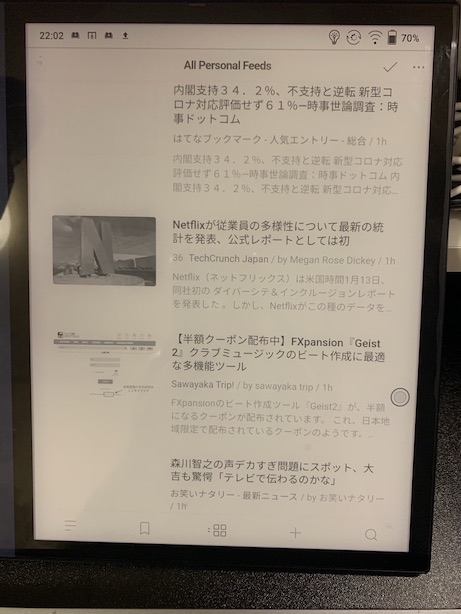 22:02
70%
All Personal Feeds
内閣支持34．2％、不支持と逆転 新型コ
ロナ対応評価せず61％─時事世論調査：時
事ドットコム
はてなブックマーク - 人気エントリー - 総合 / 1h
内閣支持34．2％、不支持と逆転 新型コロナ対応
評価せず61％─時事世論調査：時事ドットコム 内
閣支持34．2％、不支持と逆転 新型コロナ対応...
Netflixが従業員の多様性について最新の統
計を発表、公式レポートとしては初
36 TechCrunch Japan / by Megan Rose Dickey / 1h
Netflix（ネットフリックス）は米国時間1月13日、
同社初の ダイバーシテ＆インクルージョンレポート
を発表した 。しかし、Netflixがこの種のデータを...
【半額クーポン配布中】FXpansion『Geist
2』クラブミュージックのビート作成に最適
な多機能ツール
Sawayaka Trip! / by sawayaka trip / 1h
FXpansionのビート作成ツール『Geist2』が、半額
になるクーポンが配布されています。 これ、日本地
域限定で配布されているクーポンのようです。...
森川智之の声デカすぎ問題にスポット、大
吉も驚愕「テレビで伝わるのかな」
お笑いナタリー - 最新ニュース / by お笑いナタリー
/ 1h